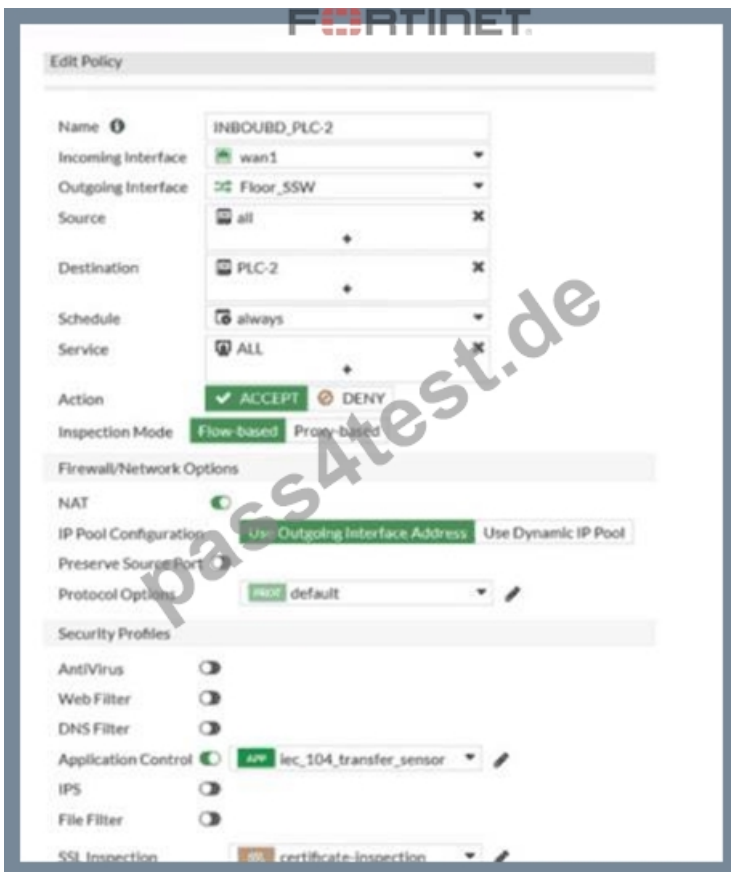 FORTINET
Edit Policy
Name INBOUBD_PLC-2
Incoming Interface wan1
Outgoing Interface Floor_SSW
Source all
+
Destination PLC-2
+
Schedule always
Service ALL
+
Action ACCEPT DENY
Inspection Mode Flow-based Proxy-based
Firewall/Network Options
NAT
IP Pool Configuration Use Outgoing Interface Address Use Dynamic IP Pool
Preserve Source Port
Protocol Options PROT default
Security Profiles
AntiVirus
Web Filter
DNS Filter
Application Control APP iec_104_transfer_sensor
IPS
File Filter
SSL Inspection SSL certificate-inspection
pass4test.de